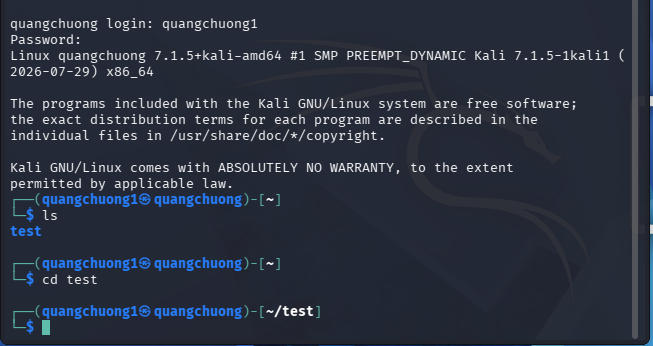 quangchuong login: quangchuong1
Password:
Linux quangchuong 7.1.5+kali-amd64 #1 SMP PREEMPT_DYNAMIC Kali 7.1.5-1kali1 (
2026-07-29) x86_64
The programs included with the Kali GNU/Linux system are free software;
the exact distribution terms for each program are described in the
individual files in /usr/share/doc/*/copyright.
Kali GNU/Linux comes with ABSOLUTELY NO WARRANTY, to the extent
permitted by applicable law.
┌──(quangchuong1㉿quangchuong)-[~]
└─$ ls
test
┌──(quangchuong1㉿quangchuong)-[~]
└─$ cd test
┌──(quangchuong1㉿quangchuong)-[~/test]
└─$